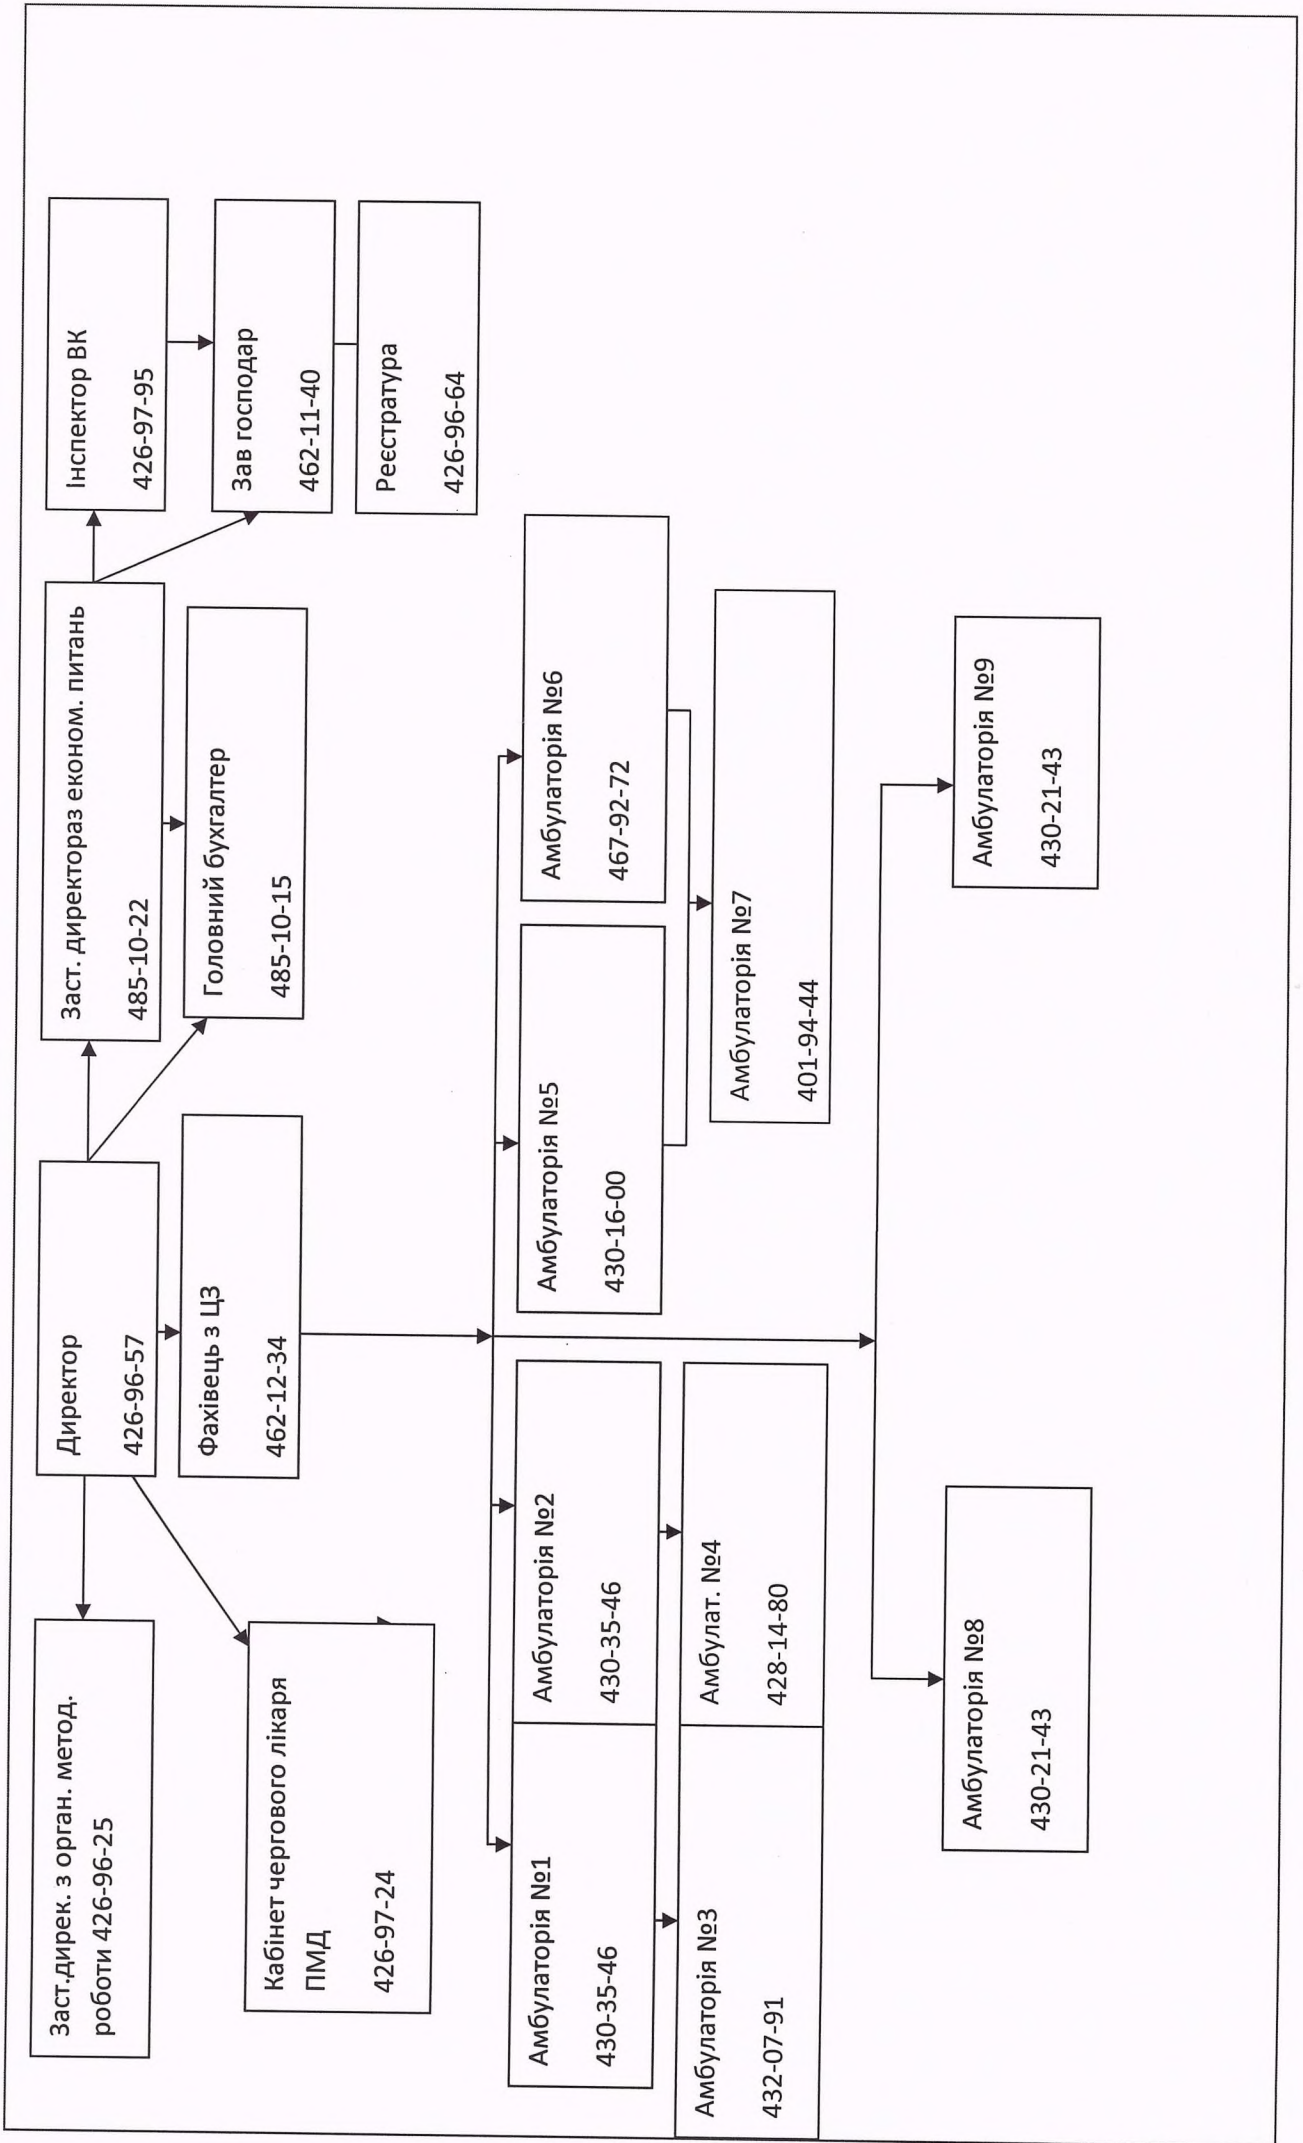 Заст.дирек. з орган. метод.
роботи 426-96-25
Директор
426-96-57
Заст. директораз економ. питань
485-10-22
Інспектор ВК
426-97-95
Кабінет чергового лікаря
ПМД
426-97-24
Фахівець з ЦЗ
462-12-34
Головний бухгалтер
485-10-15
Зав господар
462-11-40
Реєстратура
426-96-64
Амбулаторія №1
430-35-46
Амбулаторія №2
430-35-46
Амбулаторія №5
430-16-00
Амбулаторія №6
467-92-72
Амбулаторія №3
432-07-91
Амбулат. №4
428-14-80
Амбулаторія №7
401-94-44
Амбулаторія №8
430-21-43
Амбулаторія №9
430-21-43